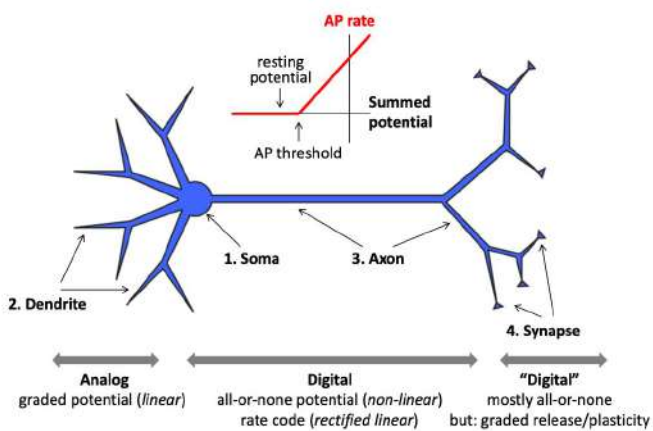 AP rate
resting
potential
Summed
potential
AP threshold
1. Soma
3. Axon
2. Dendrite
4. Synapse
Analog
graded potential (linear)
Digital
all-or-none potential (non-linear)
rate code (rectified linear)
“Digital”
mostly all-or-none
but: graded release/plasticity